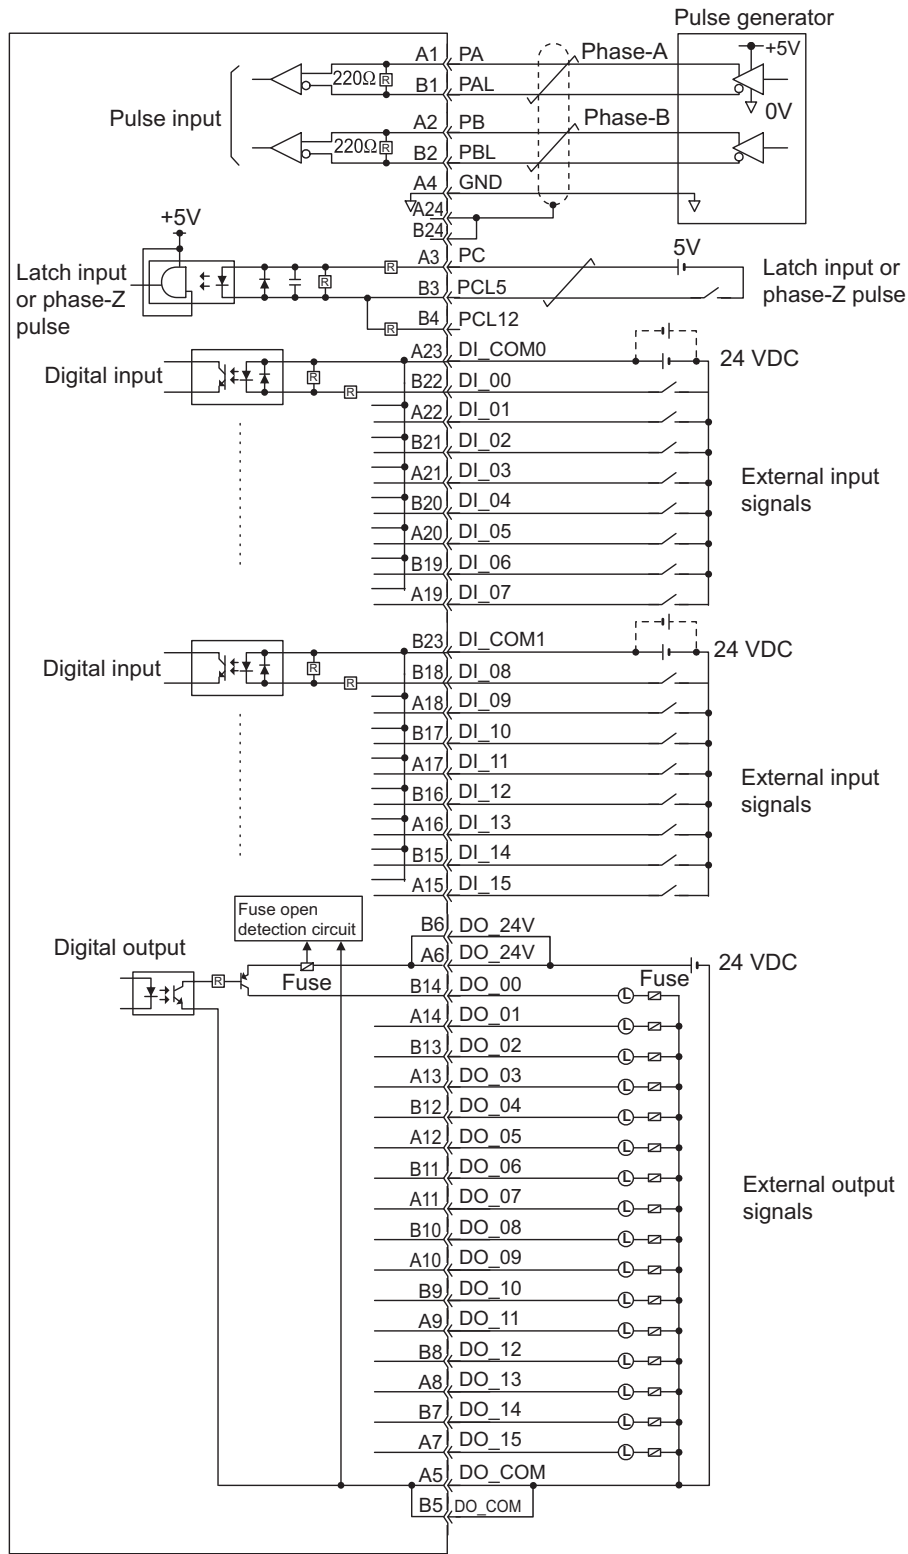 Pulse generator
+5V
0V
A1 PA
Phase-A
220Ω R
B1 PAL
Pulse input
A2 PB
Phase-B
220Ω R
B2 PBL
A4 GND
A24
B24
+5V
A3 PC
5V
R
R
Latch input
or phase-Z
pulse
B3 PCL5
Latch input or
phase-Z pulse
B4 PCL12
R
A23 DI_COM0
24 VDC
Digital input
R
R
B22 DI_00
A22 DI_01
B21 DI_02
A21 DI_03
External input
signals
B20 DI_04
A20 DI_05
B19 DI_06
A19 DI_07
B23 DI_COM1
24 VDC
Digital input
R
R
B18 DI_08
A18 DI_09
B17 DI_10
A17 DI_11
External input
signals
B16 DI_12
A16 DI_13
B15 DI_14
A15 DI_15
Fuse open
detection circuit
B6 DO_24V
Digital output
A6 DO_24V
24 VDC
R
Fuse
Fuse
B14 DO_00 L
A14 DO_01 L
B13 DO_02 L
A13 DO_03 L
B12 DO_04 L
A12 DO_05 L
B11 DO_06 L
External output
signals
A11 DO_07 L
B10 DO_08 L
A10 DO_09 L
B9 DO_10 L
A9 DO_11 L
B8 DO_12 L
A8 DO_13 L
B7 DO_14 L
A7 DO_15 L
A5 DO_COM
B5 DO_COM